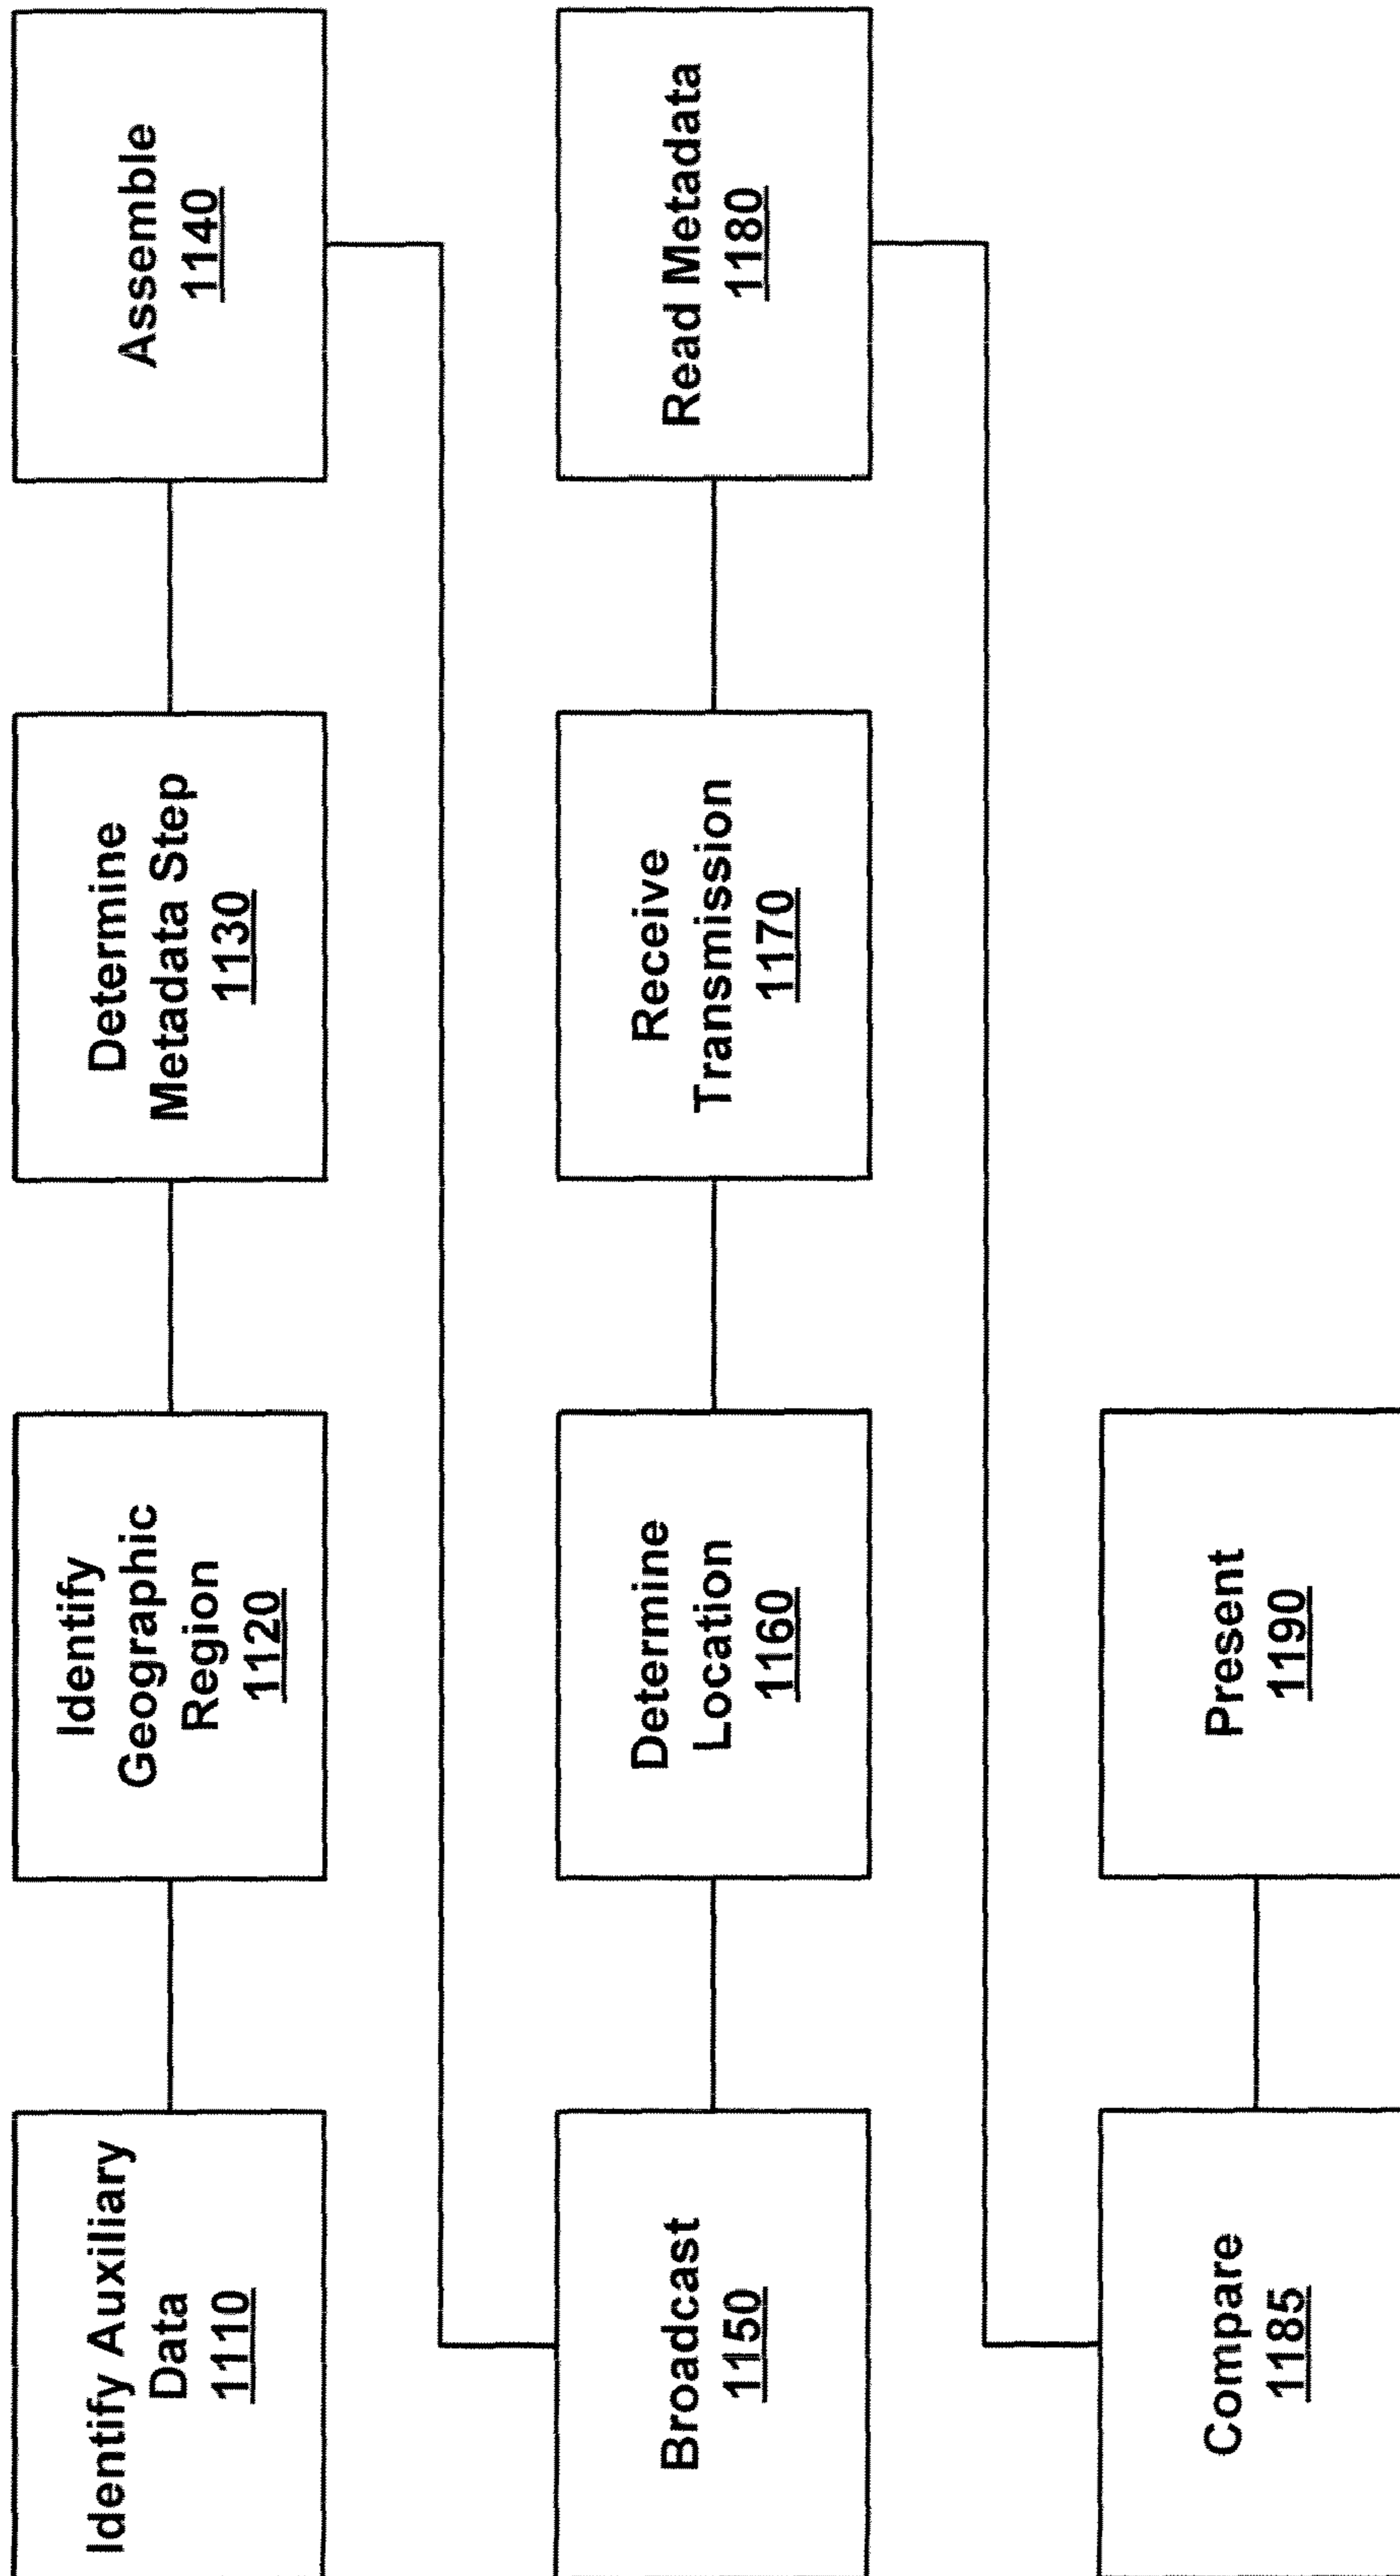 Identify Auxiliary
Data
1110
Identify
Geographic
Region
1120
Determine
Metadata Step
1130
Assemble
1140
Broadcast
1150
Determine
Location
1160
Receive
Transmission
1170
Read Metadata
1180
Compare
1185
Present
1190